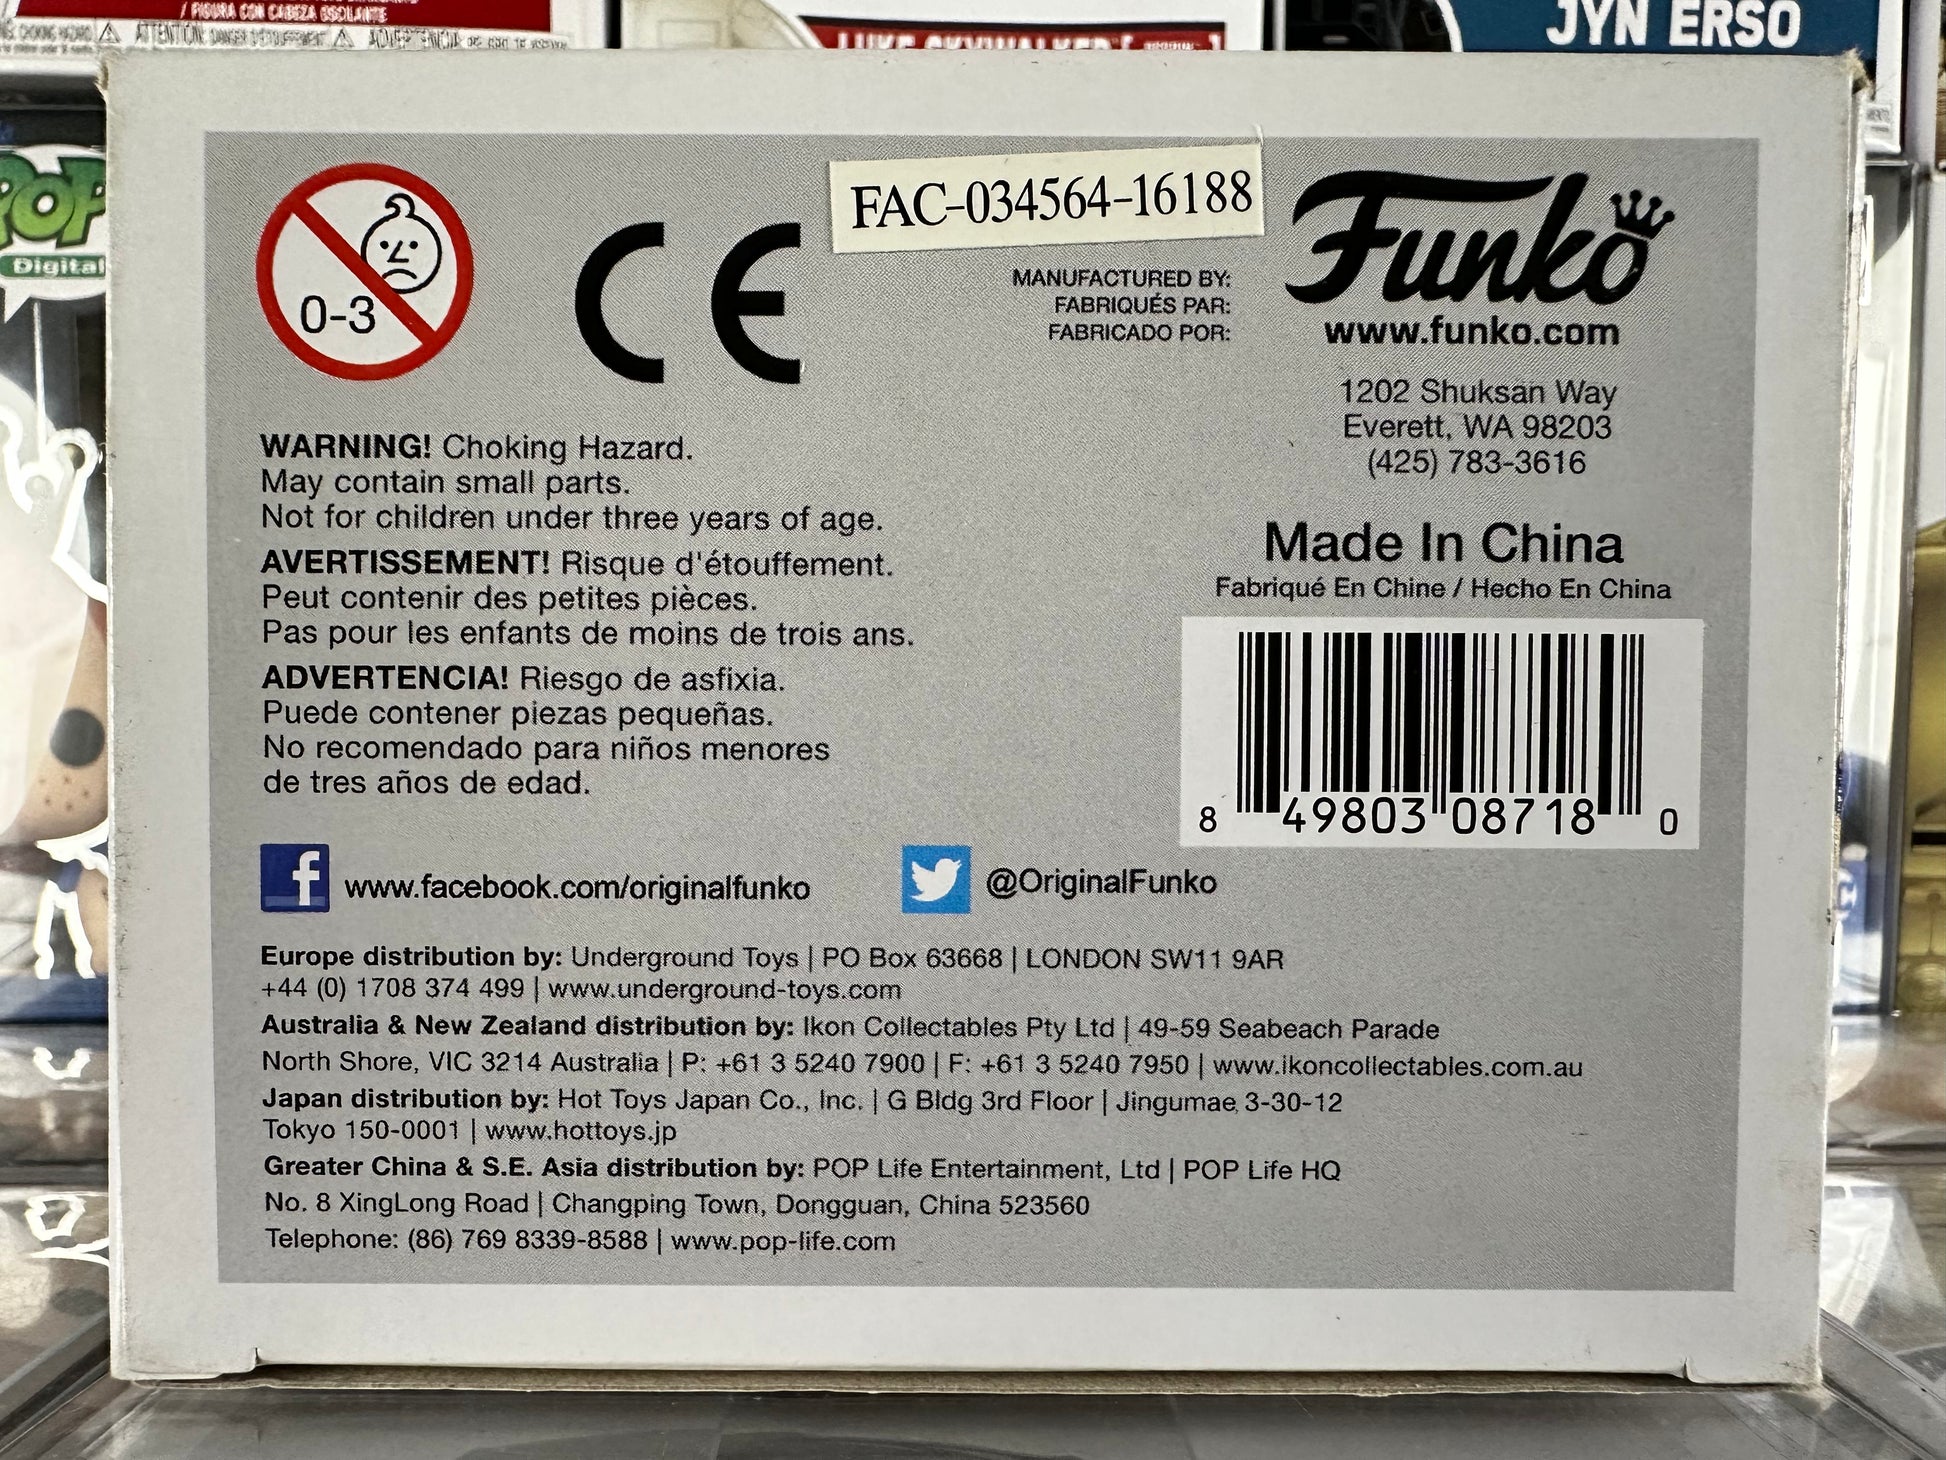 / FIGURA CON CABEZA OSCILANTE
LUKE SKYWALKER
JYN ERSO
POP
Digital
0-3
CE
FAC-034564-16188
MANUFACTURED BY:
FABRIQUÉS PAR:
FABRICADO POR:
Funko
www.funko.com
1202 Shuksan Way
Everett, WA 98203
(425) 783-3616
WARNING! Choking Hazard.
May contain small parts.
Not for children under three years of age.
AVERTISSEMENT! Risque d'étouffement.
Peut contenir des petites pièces.
Pas pour les enfants de moins de trois ans.
ADVERTENCIA! Riesgo de asfixia.
Puede contener piezas pequeñas.
No recomendado para niños menores
de tres años de edad.
Made In China
Fabriqué En Chine / Hecho En China
8 49803 08718 0
www.facebook.com/originalfunko
@OriginalFunko
Europe distribution by: Underground Toys | PO Box 63668 | LONDON SW11 9AR
+44 (0) 1708 374 499 | www.underground-toys.com
Australia & New Zealand distribution by: Ikon Collectables Pty Ltd | 49-59 Seabeach Parade
North Shore, VIC 3214 Australia | P: +61 3 5240 7900 | F: +61 3 5240 7950 | www.ikoncollectables.com.au
Japan distribution by: Hot Toys Japan Co., Inc. | G Bldg 3rd Floor | Jingumae, 3-30-12
Tokyo 150-0001 | www.hottoys.jp
Greater China & S.E. Asia distribution by: POP Life Entertainment, Ltd | POP Life HQ
No. 8 XingLong Road | Changping Town, Dongguan, China 523560
Telephone: (86) 769 8339-8588 | www.pop-life.com